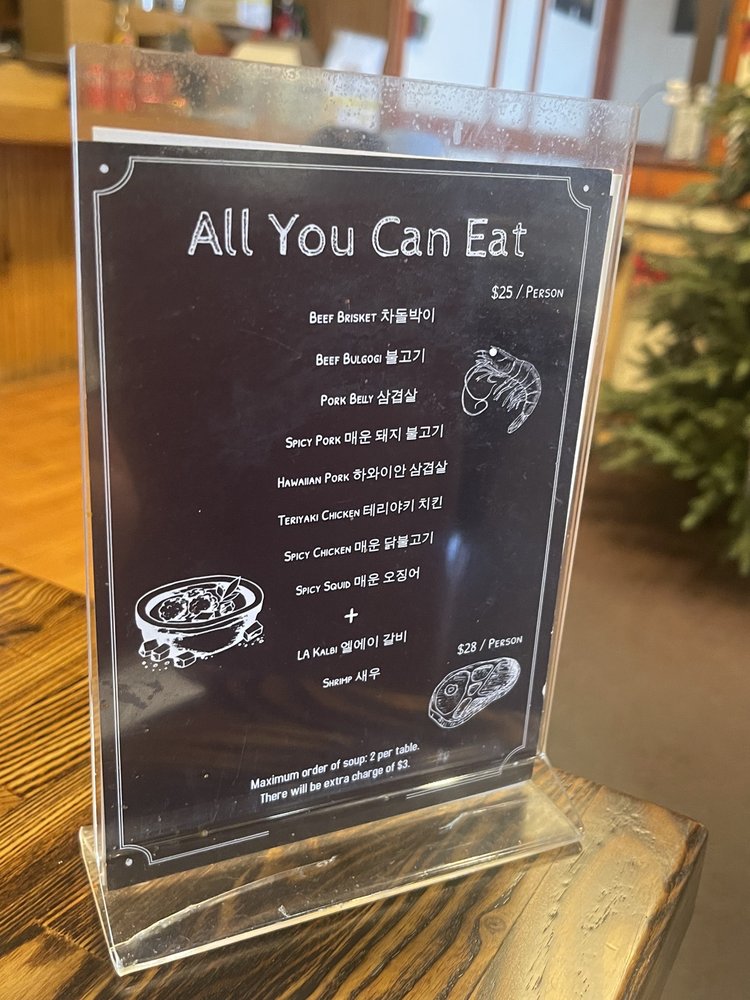 All You Can Eat
$25 / Person
Beef Brisket 차돌박이
Beef Bulgogi 불고기
Pork Belly 삼겹살
Spicy Pork 매운 돼지 불고기
Hawaiian Pork 하와이안 삼겹살
Teriyaki Chicken 테리야키 치킨
Spicy Chicken 매운 닭불고기
Spicy Squid 매운 오징어
+
$28 / Person
LA Kalbi 엘에이 갈비
Shrimp 새우
Maximum order of soup: 2 per table.
There will be extra charge of $3.